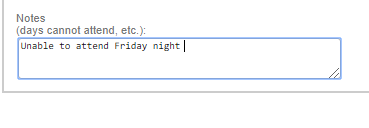 Notes
(days cannot attend, etc.):
Unable to attend Friday night